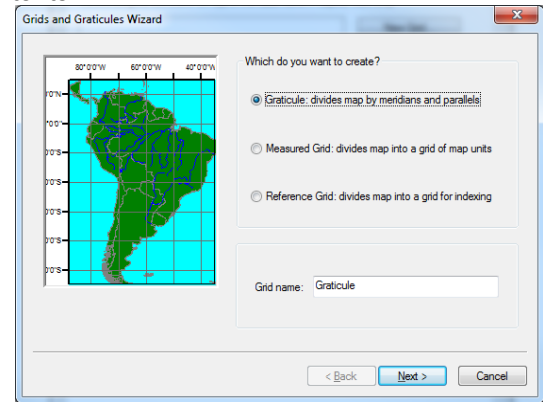 Grids and Graticules Wizard
80°0'0"W 60°0'0"W 40°0'0"W
Which do you want to create?
Graticule: divides map by meridians and parallels
Measured Grid: divides map into a grid of map units
Reference Grid: divides map into a grid for indexing
Grid name: Graticule
< Back Next > Cancel